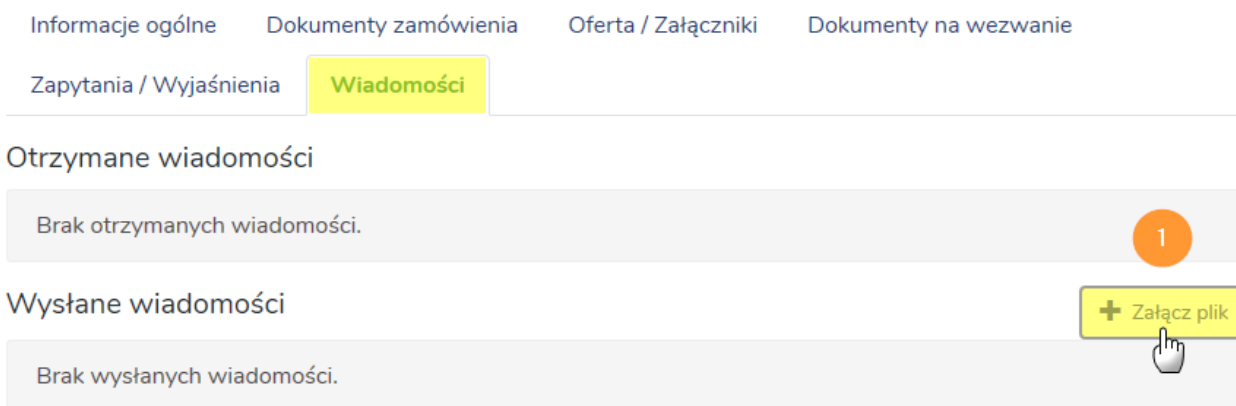 Informacje ogólne Dokumenty zamówienia Oferta / Załączniki Dokumenty na wezwanie
Zapytania / Wyjaśnienia Wiadomości
Otrzymane wiadomości
Brak otrzymanych wiadomości.
1
Wysłane wiadomości
+ Załącz plik
Brak wysłanych wiadomości.